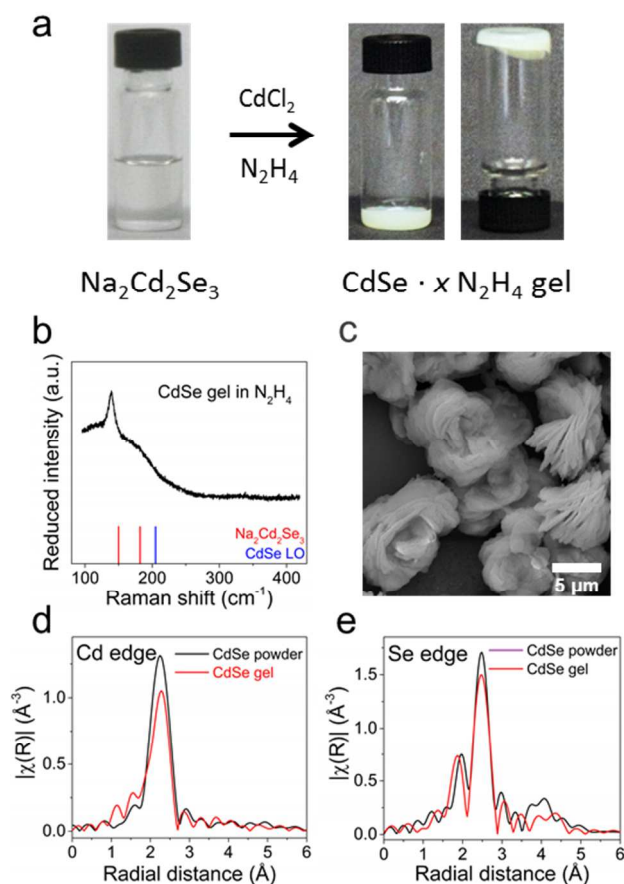 a
CdCl₂
N₂H₄
Na₂Cd₂Se₃
CdSe · x N₂H₄ gel
b
CdSe gel in N₂H₄
Na₂Cd₂Se₃
CdSe LO
Reduced intensity (a.u.)
100 200 300 400
Raman shift (cm⁻¹)
c
5 μm
d
Cd edge
CdSe powder
CdSe gel
|χ(R)| (Å⁻³)
1.0
0.5
0.0
0 1 2 3 4 5 6
Radial distance (Å)
e
Se edge
CdSe powder
CdSe gel
|χ(R)| (Å⁻³)
1.5
1.0
0.5
0.0
0 1 2 3 4 5 6
Radial distance (Å)